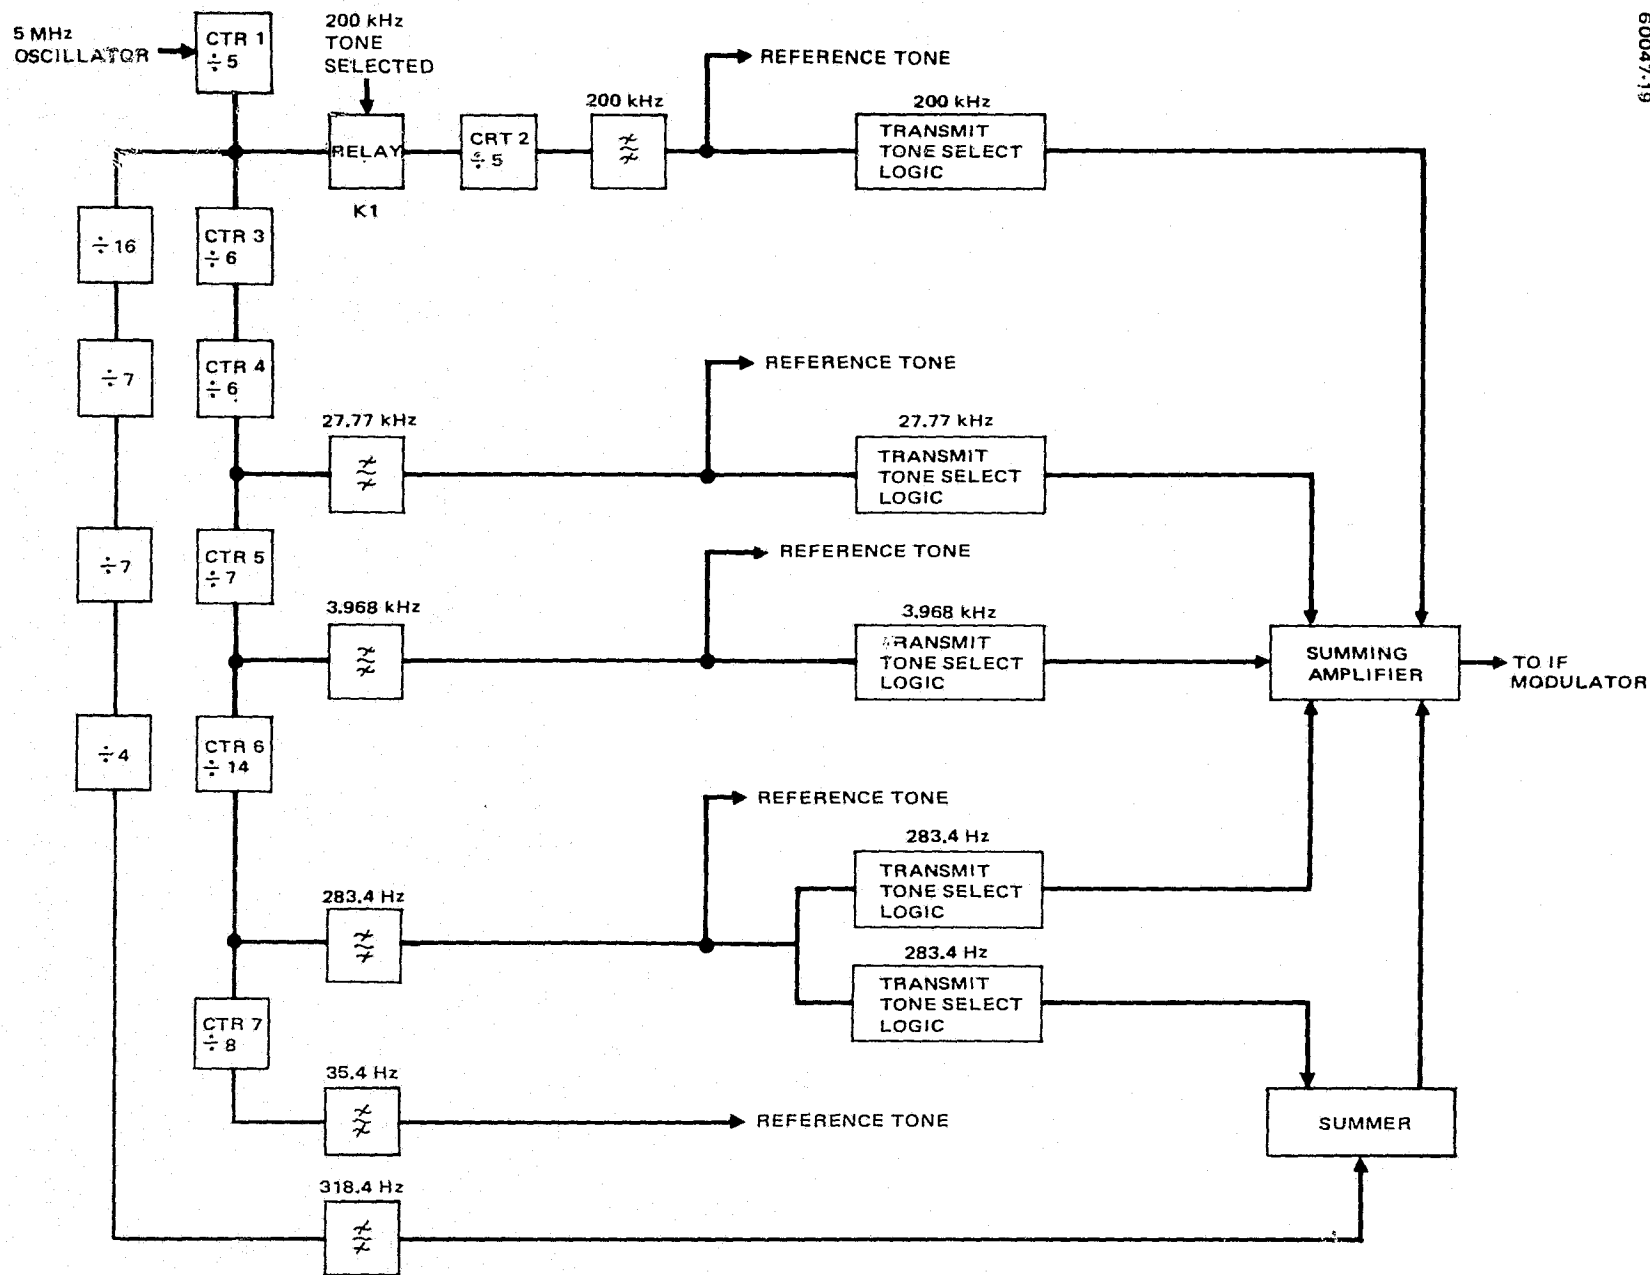 60047-19
5 MHz
OSCILLATOR
CTR 1
÷ 5
200 kHz
TONE
SELECTED
RELAY
K1
CRT 2
÷ 5
200 kHz
REFERENCE TONE
200 kHz
TRANSMIT
TONE SELECT
LOGIC
÷ 16
CTR 3
÷ 6
÷ 7
CTR 4
÷ 6
REFERENCE TONE
27.77 kHz
27.77 kHz
TRANSMIT
TONE SELECT
LOGIC
÷ 7
CTR 5
÷ 7
REFERENCE TONE
3.968 kHz
3.968 kHz
TRANSMIT
TONE SELECT
LOGIC
SUMMING
AMPLIFIER
TO IF
MODULATOR
÷ 4
CTR 6
÷ 14
REFERENCE TONE
283.4 Hz
283.4 Hz
TRANSMIT
TONE SELECT
LOGIC
283.4 Hz
TRANSMIT
TONE SELECT
LOGIC
CTR 7
÷ 8
35.4 Hz
REFERENCE TONE
SUMMER
318.4 Hz